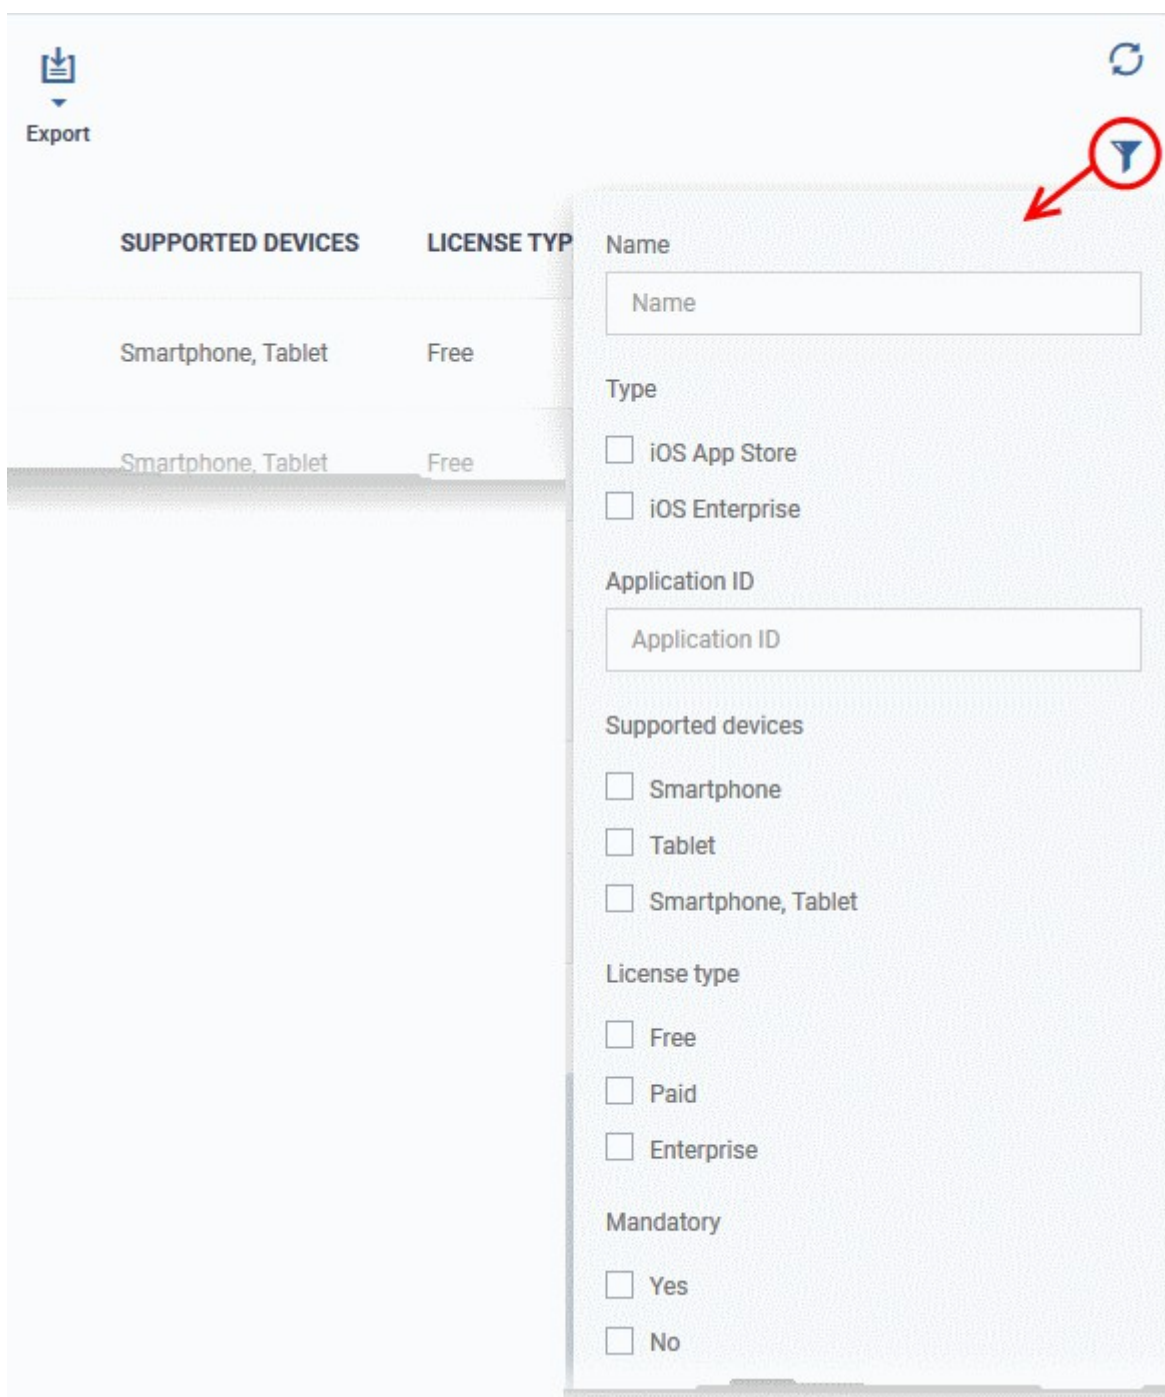 Export
SUPPORTED DEVICES LICENSE TYP
Smartphone, Tablet Free
Smartphone, Tablet Free
Name
Name
Type
iOS App Store
iOS Enterprise
Application ID
Application ID
Supported devices
Smartphone
Tablet
Smartphone, Tablet
License type
Free
Paid
Enterprise
Mandatory
Yes
No